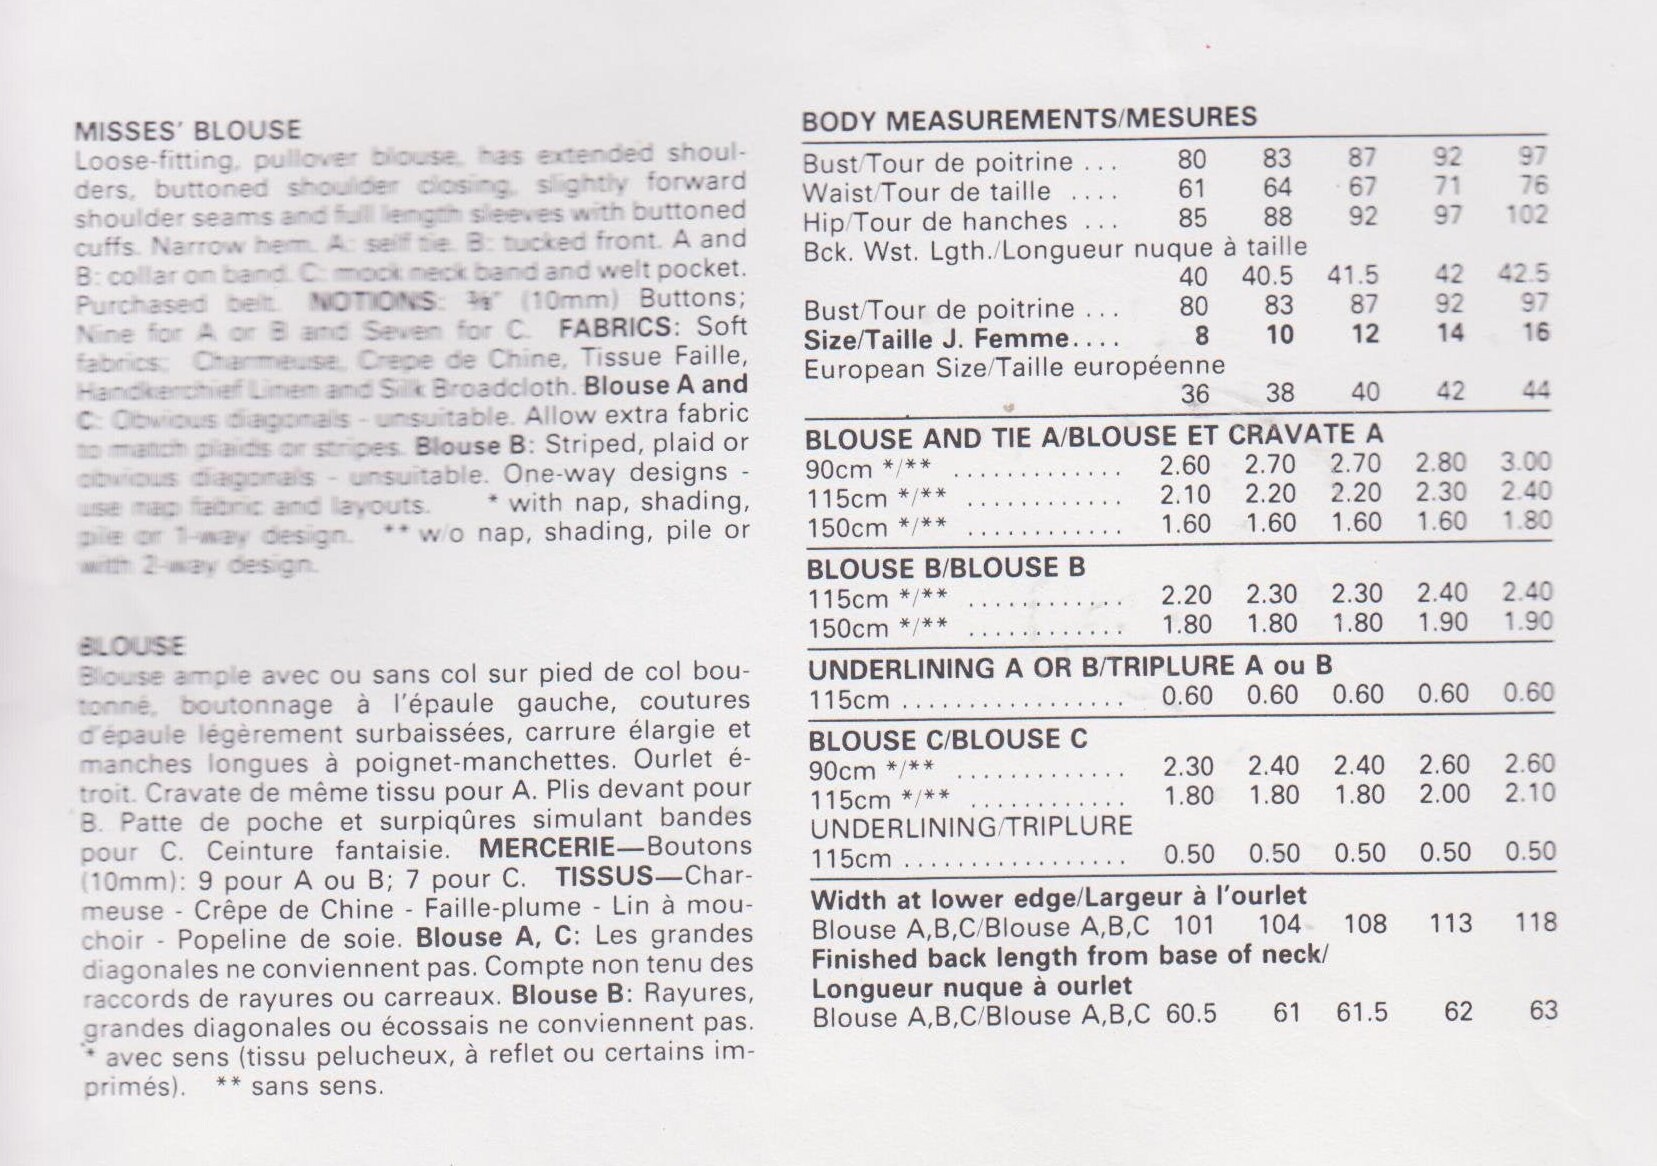 MISSES' BLOUSE
Loose-fitting, pullover blouse, has extended shoul-
ders, buttoned shoulder closing, slightly forward
shoulder seams and full length sleeves with buttoned
cuffs. Narrow hem. A: self tie. B: tucked front. A and
B: collar on band. C: mock neck band and welt pocket.
Purchased belt. NOTIONS: ⅜" (10mm) Buttons;
Nine for A or B and Seven for C. FABRICS: Soft
fabrics; Charmeuse, Crepe de Chine, Tissue Faille,
Handkerchief Linen and Silk Broadcloth. Blouse A and
C: Obvious diagonals - unsuitable. Allow extra fabric
to match plaids or stripes. Blouse B: Striped, plaid or
obvious diagonals - unsuitable. One-way designs -
use nap fabric and layouts. * with nap, shading,
pile or 1-way design. ** w/o nap, shading, pile or
with 2-way design.
BLOUSE
Blouse ample avec ou sans col sur pied de col bou-
tonné, boutonnage à l'épaule gauche, coutures
d'épaule légèrement surbaissées, carrure élargie et
manches longues à poignet-manchettes. Ourlet é-
troit. Cravate de même tissu pour A. Plis devant pour
B. Patte de poche et surpiqûres simulant bandes
pour C. Ceinture fantaisie. MERCERIE—Boutons
(10mm): 9 pour A ou B; 7 pour C. TISSUS—Char-
meuse - Crêpe de Chine - Faille-plume - Lin à mou-
choir - Popeline de soie. Blouse A, C: Les grandes
diagonales ne conviennent pas. Compte non tenu des
raccords de rayures ou carreaux. Blouse B: Rayures,
grandes diagonales ou écossais ne conviennent pas.
* avec sens (tissu pelucheux, à reflet ou certains im-
primés). ** sans sens.
BODY MEASUREMENTS/MESURES
Bust/Tour de poitrine ... 80 83 87 92 97
Waist/Tour de taille .... 61 64 67 71 76
Hip/Tour de hanches ... 85 88 92 97 102
Bck. Wst. Lgth./Longueur nuque à taille
40 40.5 41.5 42 42.5
Bust/Tour de poitrine ... 80 83 87 92 97
Size/Taille J. Femme.... 8 10 12 14 16
European Size/Taille européenne
36 38 40 42 44
BLOUSE AND TIE A/BLOUSE ET CRAVATE A
90cm */** ............. 2.60 2.70 2.70 2.80 3.00
115cm */** ............ 2.10 2.20 2.20 2.30 2.40
150cm */** ............ 1.60 1.60 1.60 1.60 1.80
BLOUSE B/BLOUSE B
115cm */** ............ 2.20 2.30 2.30 2.40 2.40
150cm */** ............ 1.80 1.80 1.80 1.90 1.90
UNDERLINING A OR B/TRIPLURE A ou B
115cm ................. 0.60 0.60 0.60 0.60 0.60
BLOUSE C/BLOUSE C
90cm */** ............. 2.30 2.40 2.40 2.60 2.60
115cm */** ............ 1.80 1.80 1.80 2.00 2.10
UNDERLINING/TRIPLURE
115cm ................. 0.50 0.50 0.50 0.50 0.50
Width at lower edge/Largeur à l'ourlet
Blouse A,B,C/Blouse A,B,C 101 104 108 113 118
Finished back length from base of neck/
Longueur nuque à ourlet
Blouse A,B,C/Blouse A,B,C 60.5 61 61.5 62 63